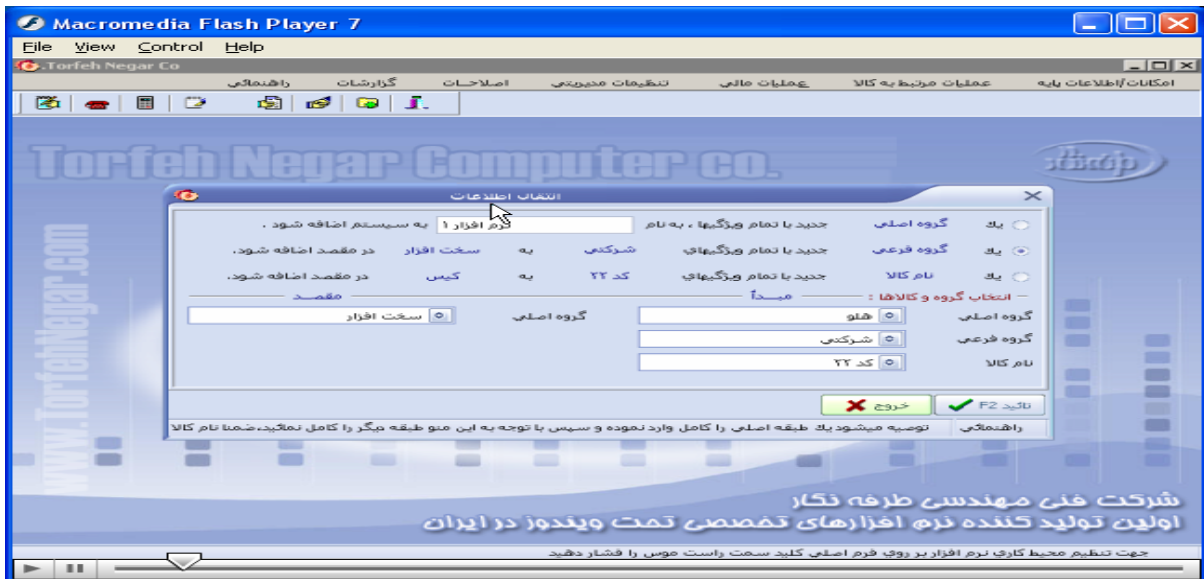 Macromedia Flash Player 7
File View Control Help
.Torfeh Negar Co
امکانات/اطلاعات پایه عملیات مرتبط به کالا عملیات مالی تنظیمات مدیریتی اصلاحات گزارشات راهنمائی
Torfeh Negar Computer co.
انتقال اطلاعات
یك گروه اصلی جدید با تمام ویژگیها ، به نام نرم افزار ۱ به سیستم اضافه شود .
یك گروه فرعی جدید با تمام ویژگیهای شرکتی به سخت افزار در مقصد اضافه شود.
یك نام کالا جدید با تمام ویژگیهای کد ۲۲ به کیس در مقصد اضافه شود.
انتخاب گروه و کالاها : مبـدأ مقصـد
گروه اصلی هلو گروه اصلی سخت افزار
گروه فرعی شرکتی
نام کالا کد ۲۲
تائید F2 خروج
راهنمائی توصیه میشود یك طبقه اصلی را کامل وارد نموده و سپس با توجه به این منو طبقه دیگر را کامل نمائید،ضمنا نام کالا
www.TorfehNegar.com
شرکت فنی مهندسی طرفه نگار
اولین تولید کننده نرم افزارهای تخصصی تحت ویندوز در ایران
جهت تنظیم محیط کاری نرم افزار بر روی فرم اصلی کلید سمت راست موس را فشار دهید